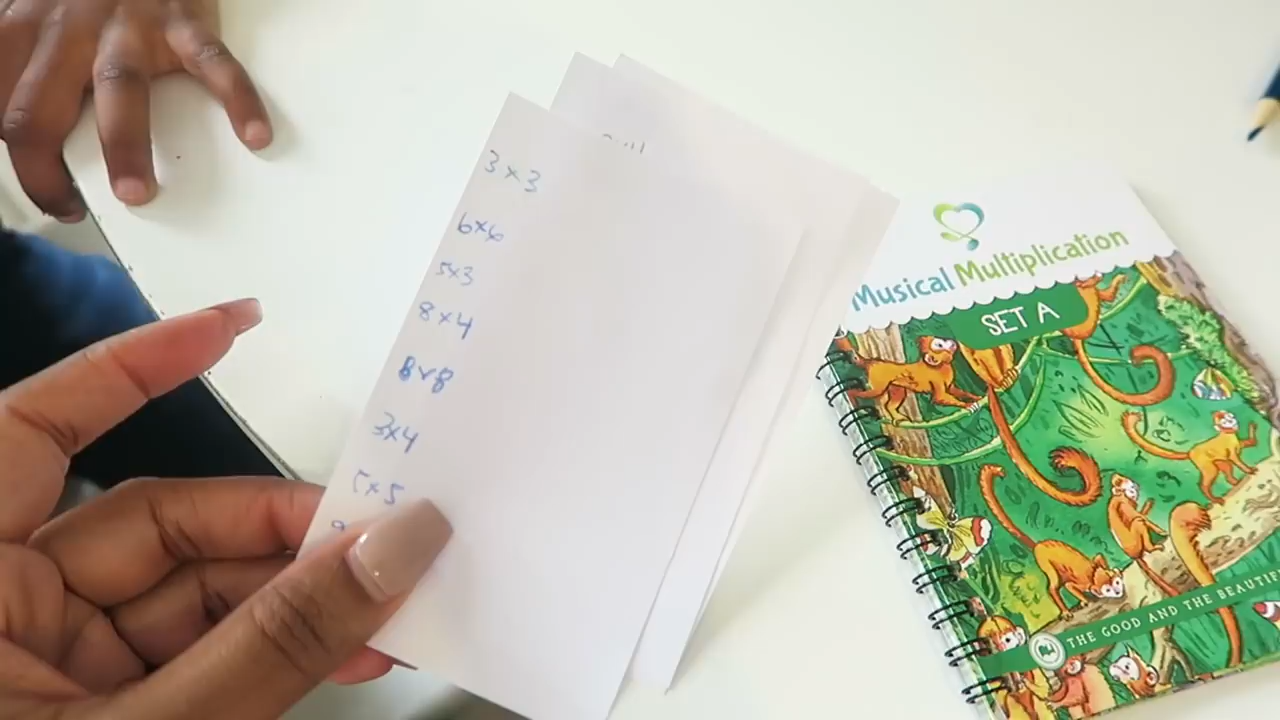 3×3
6×6
5×3
8×4
8×8
3×4
5×5
Musical Multiplication
SET A
THE GOOD AND THE BEAUTIF